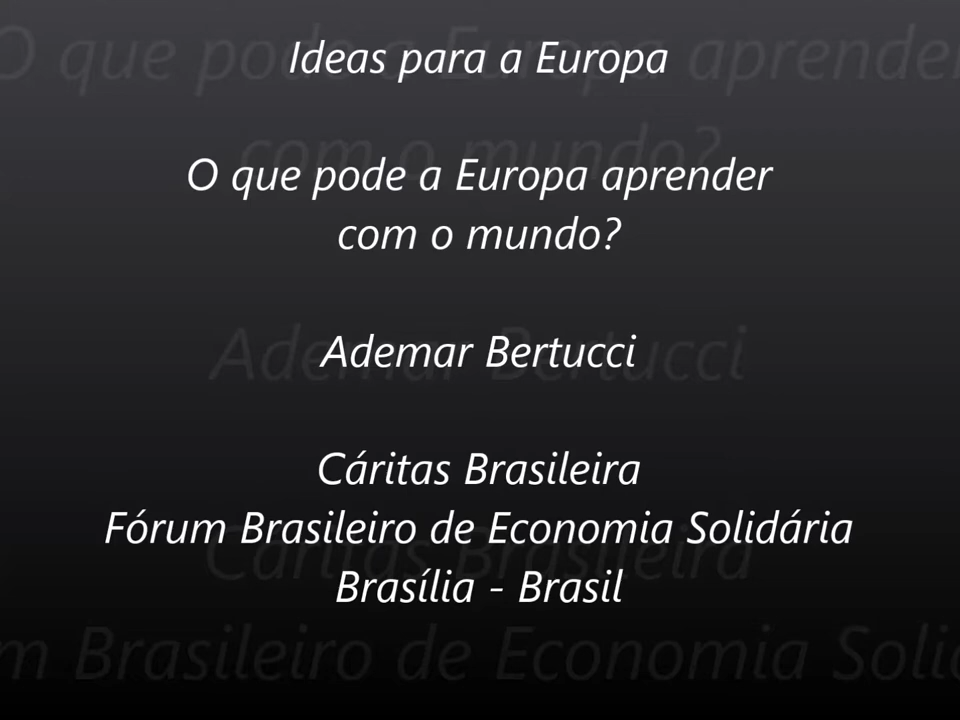 Ideas para a Europa
O que pode a Europa aprender
com o mundo?
Ademar Bertucci
Cáritas Brasileira
Fórum Brasileiro de Economia Solidária
Brasília - Brasil